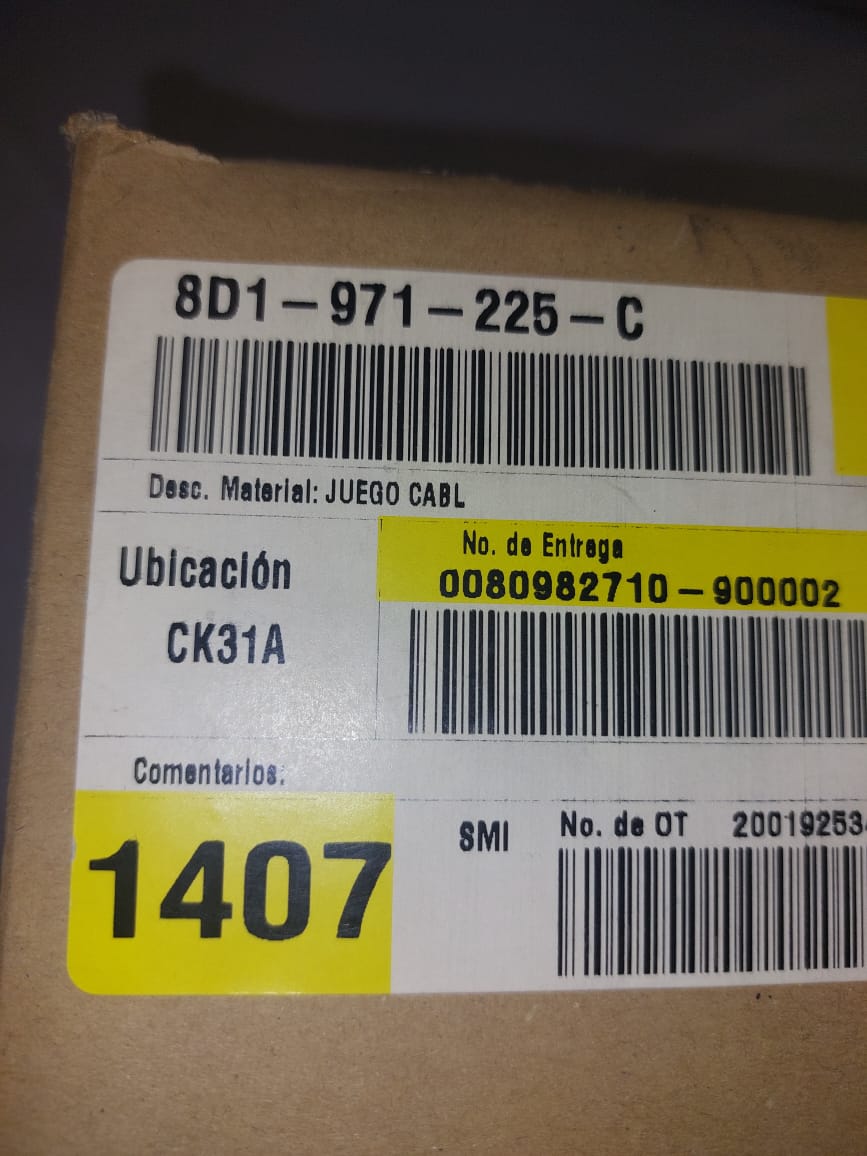 8D1-971-225-C
Desc. Material: JUEGO CABL
Ubicación
CK31A
No. de Entrega
0080982710-900002
Comentarios:
1407
SMI
No. de OT 20019253